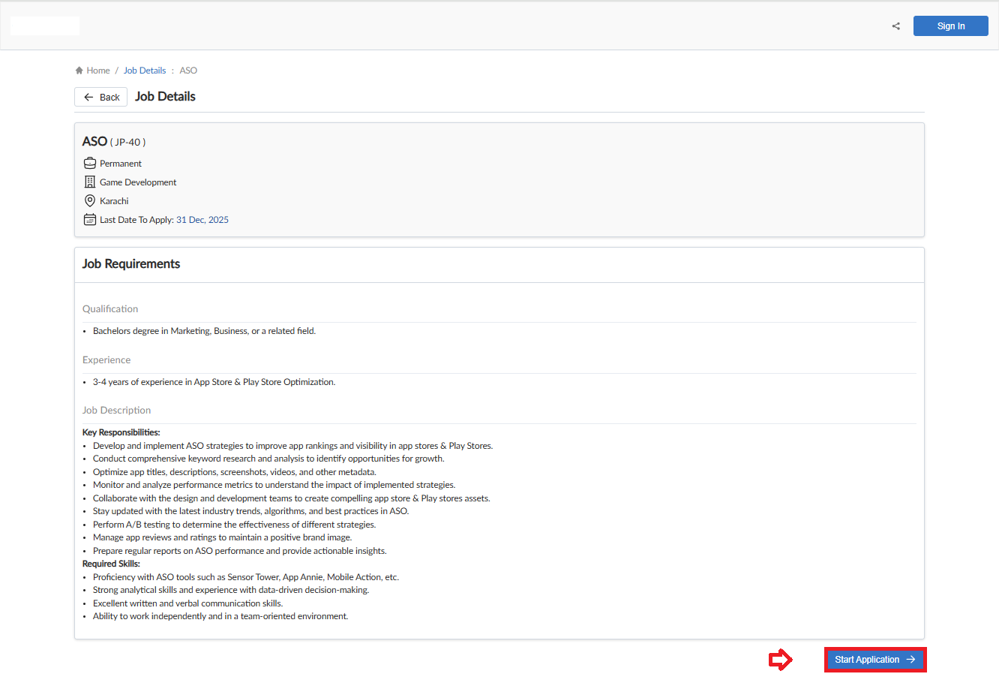 Sign In
Home / Job Details : ASO
Back Job Details
ASO ( JP-40 )
Permanent
Game Development
Karachi
Last Date To Apply: 31 Dec, 2025
Job Requirements
Qualification
• Bachelors degree in Marketing, Business, or a related field.
Experience
• 3-4 years of experience in App Store & Play Store Optimization.
Job Description
Key Responsibilities:
• Develop and implement ASO strategies to improve app rankings and visibility in app stores & Play Stores.
• Conduct comprehensive keyword research and analysis to identify opportunities for growth.
• Optimize app titles, descriptions, screenshots, videos, and other metadata.
• Monitor and analyze performance metrics to understand the impact of implemented strategies.
• Collaborate with the design and development teams to create compelling app store & Play stores assets.
• Stay updated with the latest industry trends, algorithms, and best practices in ASO.
• Perform A/B testing to determine the effectiveness of different strategies.
• Manage app reviews and ratings to maintain a positive brand image.
• Prepare regular reports on ASO performance and provide actionable insights.
Required Skills:
• Proficiency with ASO tools such as Sensor Tower, App Annie, Mobile Action, etc.
• Strong analytical skills and experience with data-driven decision-making.
• Excellent written and verbal communication skills.
• Ability to work independently and in a team-oriented environment.
Start Application